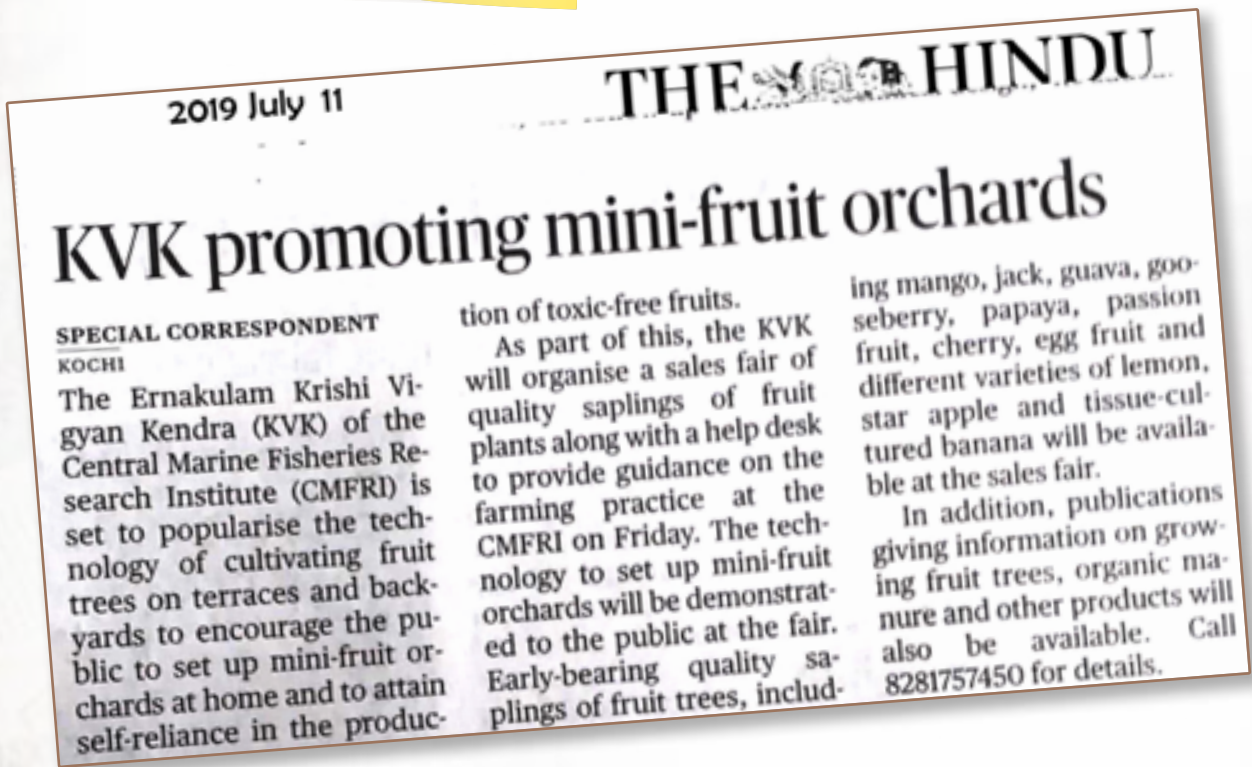 2019 July 11
THE HINDU
KVK promoting mini-fruit orchards
SPECIAL CORRESPONDENT
KOCHI
The Ernakulam Krishi Vi-
gyan Kendra (KVK) of the
Central Marine Fisheries Re-
search Institute (CMFRI) is
set to popularise the tech-
nology of cultivating fruit
trees on terraces and back-
yards to encourage the pu-
blic to set up mini-fruit or-
chards at home and to attain
self-reliance in the produc-
tion of toxic-free fruits.
As part of this, the KVK
will organise a sales fair of
quality saplings of fruit
plants along with a help desk
to provide guidance on the
farming practice at the
CMFRI on Friday. The tech-
nology to set up mini-fruit
orchards will be demonstrat-
ed to the public at the fair.
Early-bearing quality sa-
plings of fruit trees, includ-
ing mango, jack, guava, goo-
seberry, papaya, passion
fruit, cherry, egg fruit and
different varieties of lemon,
star apple and tissue-cul-
tured banana will be availa-
ble at the sales fair.
In addition, publications
giving information on grow-
ing fruit trees, organic ma-
nure and other products will
also be available. Call
8281757450 for details.